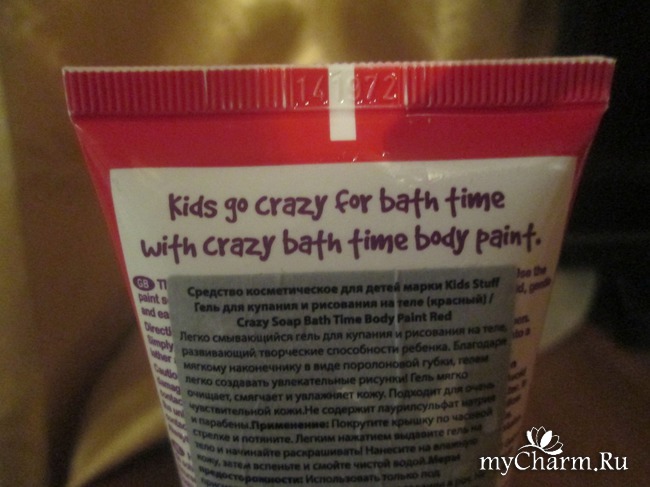 141072
Kids go crazy for bath time
with crazy bath time body paint.
GB
paint
Средство косметическое для детей марки Kids Stuff
Гель для купания и рисования на теле (красный) /
Crazy Soap Bath Time Body Paint Red
Легко смывающийся гель для купания и рисования на теле,
развивающий творческие способности ребенка. Благодаря
мягкому наконечнику в виде поролоновой губки, гелем
легко создавать увлекательные рисунки! Гель мягко
очищает, смягчает и увлажняет кожу. Подходит для очень
чувствительной кожи.Не содержит лаурилсульфат натрия
и парабены.Применение: Покрутите крышку по часовой
стрелке и потяните. Легким нажатием выдавите гель на
тело и начинайте раскрашивать! Нанесите на влажную
кожу, затем вспеньте и смойте чистой водой.Меры
предосторожности: Использовать только под
myCharm.Ru